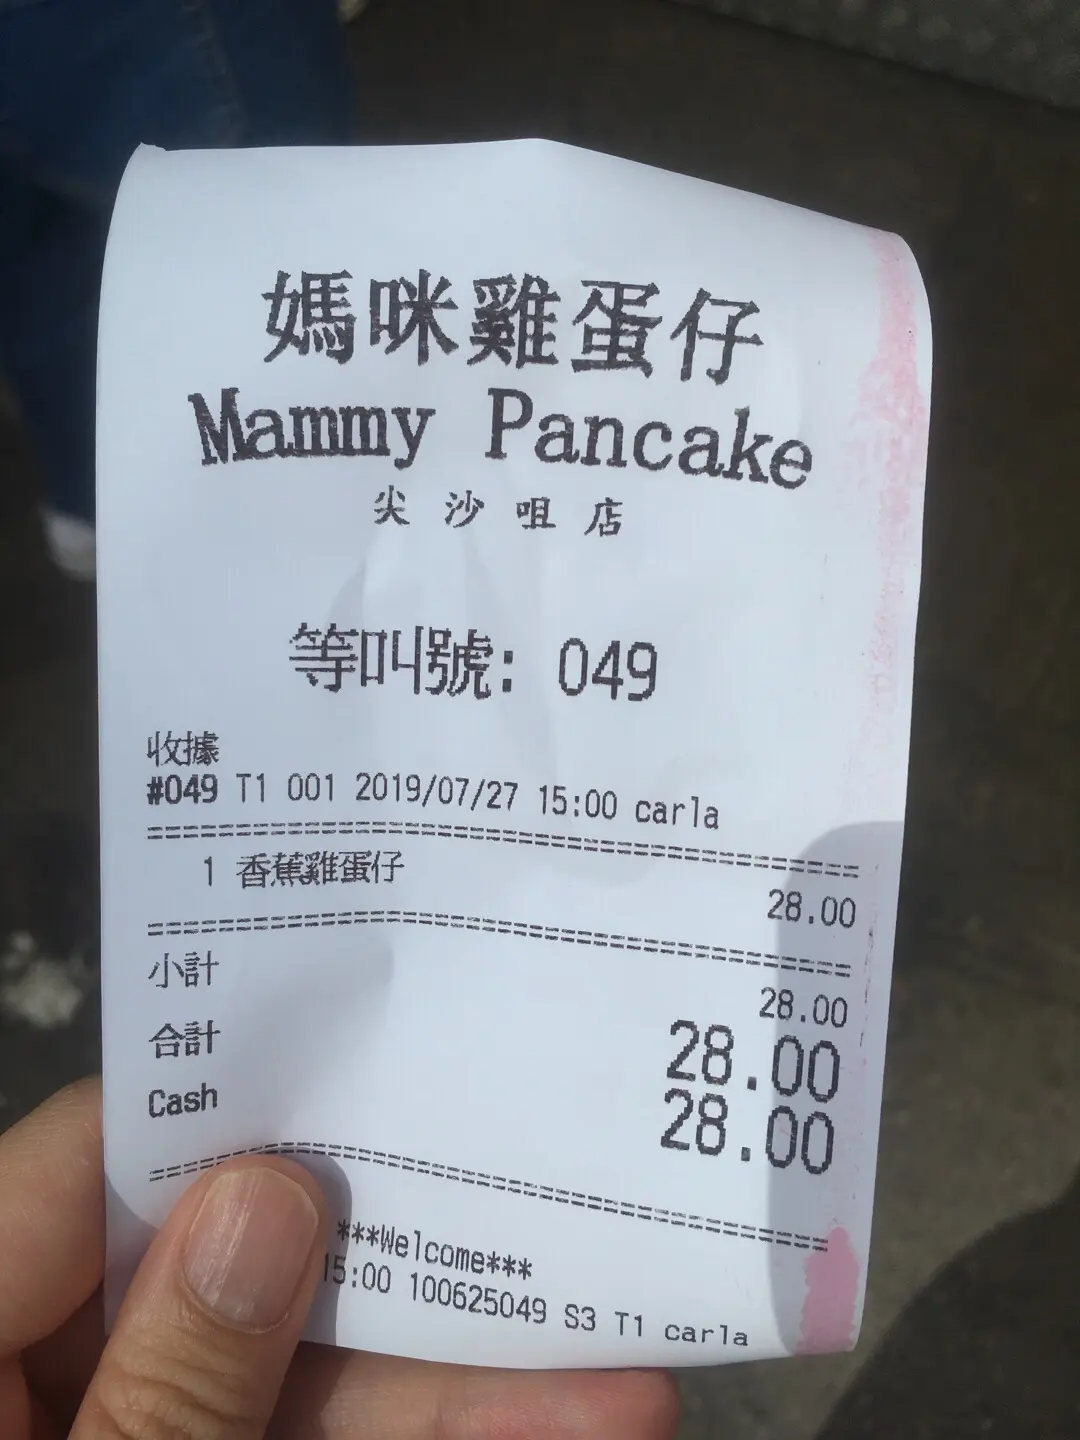 媽咪雞蛋仔
Mammy Pancake
尖沙咀店
等叫號: 049
收據
#049 T1 001 2019/07/27 15:00 carla
1 香蕉雞蛋仔 28.00
小計 28.00
合計 28.00
Cash 28.00
***Welcome***
15:00 100625049 S3 T1 carla